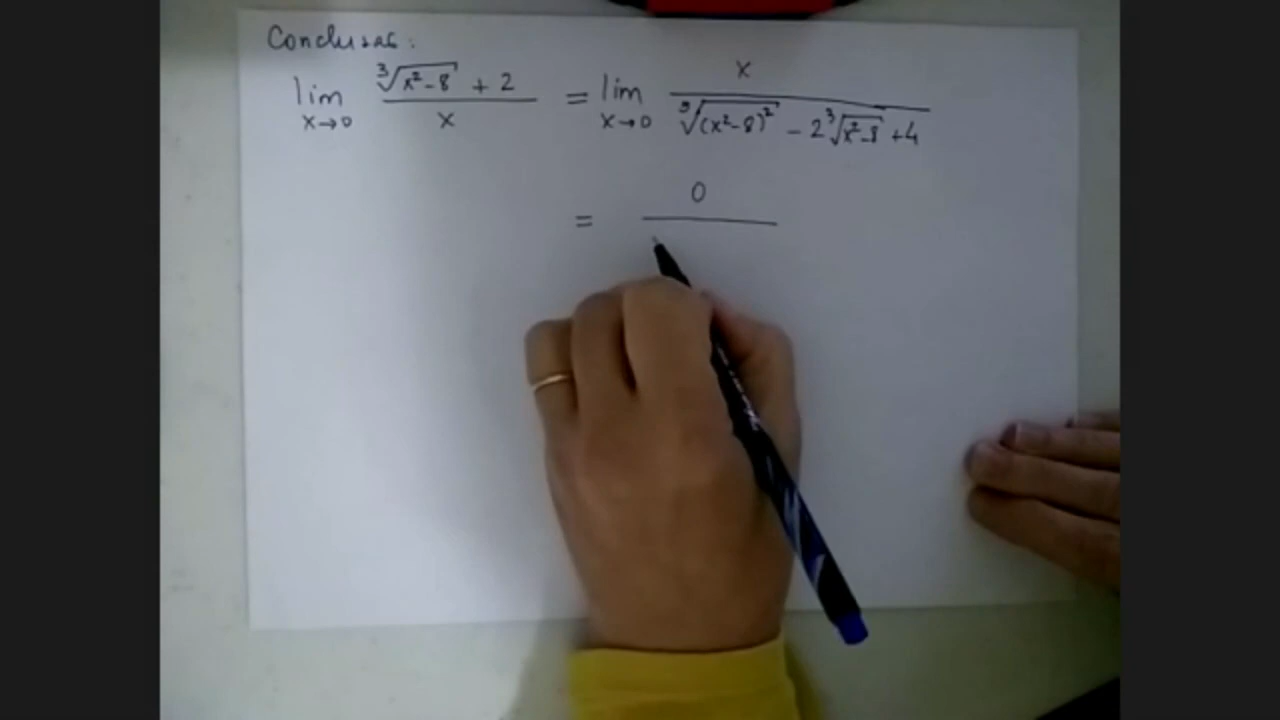 Conclusão:
lim x→0 (∛(x²-8) + 2)/x = lim x→0 x/(∛(x²-8)² - 2∛(x²-8) + 4)
= 0/